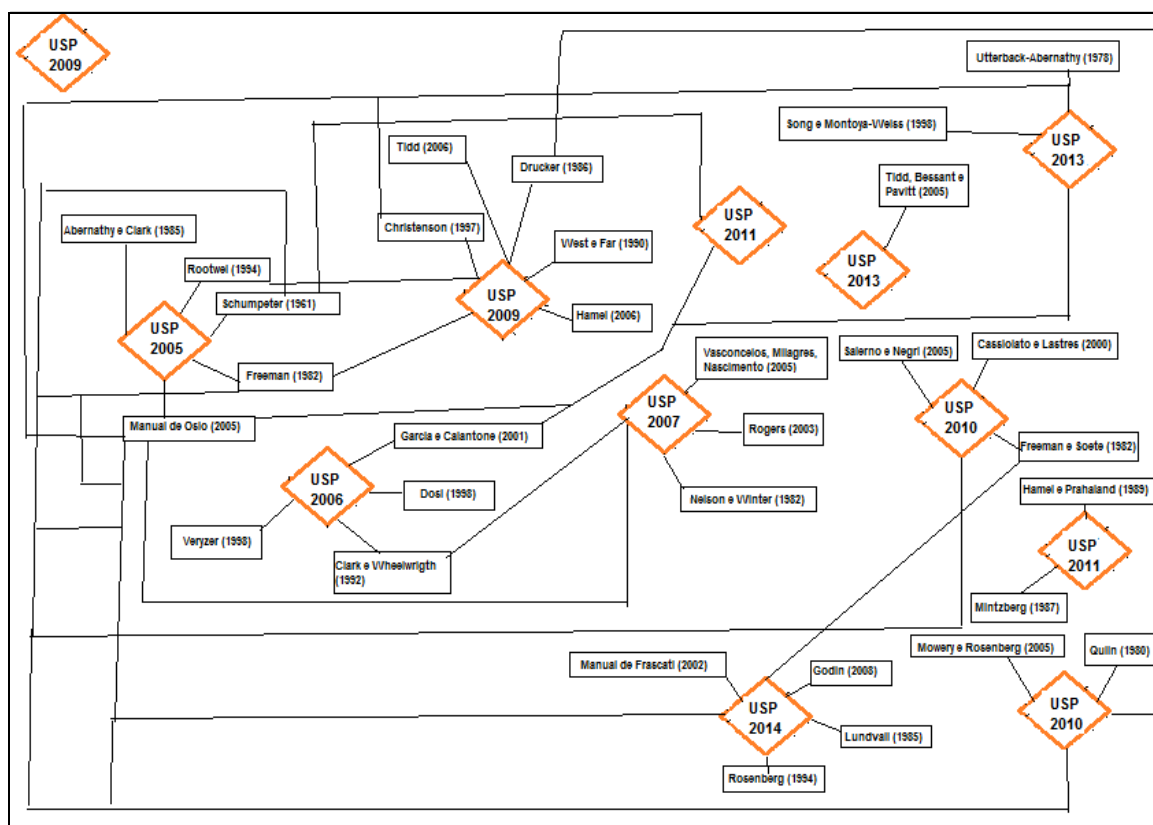 USP
2009
Utterback-Abernathy (1978)
Song e Montoya-Weiss (1998)
USP
2013
Tidd (2006)
Drucker (1986)
Tidd, Bessant e
Pavitt (2005)
Abernathy e Clark (1985)
Christenson (1997)
USP
2011
West e Far (1990)
Rootwel (1994)
USP
2013
Schumpeter (1961)
USP
2009
Hamel (2006)
USP
2005
Vasconcelos, Milagres,
Nascimento (2005)
Salerno e Negri (2005)
Cassiolato e Lastres (2000)
Freeman (1982)
USP
2007
USP
2010
Manual de Oslo (2005)
Garcia e Calantone (2001)
Rogers (2003)
Freeman e Soete (1982)
USP
2006
Dosi (1998)
Nelson e Winter (1982)
Hamel e Prahaland (1989)
Veryzer (1998)
USP
2011
Clark e Wheelwrigth
(1992)
Mintzberg (1987)
Manual de Frascati (2002)
Godin (2008)
Mowery e Rosenberg (2005)
Quiin (1980)
USP
2014
USP
2010
Lundvall (1985)
Rosenberg (1994)